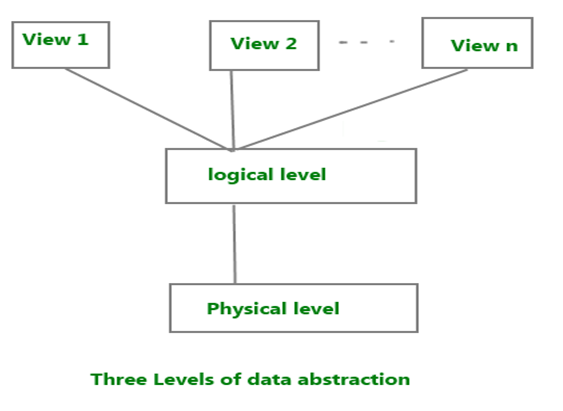 View 1
View 2
View n
logical level
Physical level
Three Levels of data abstraction